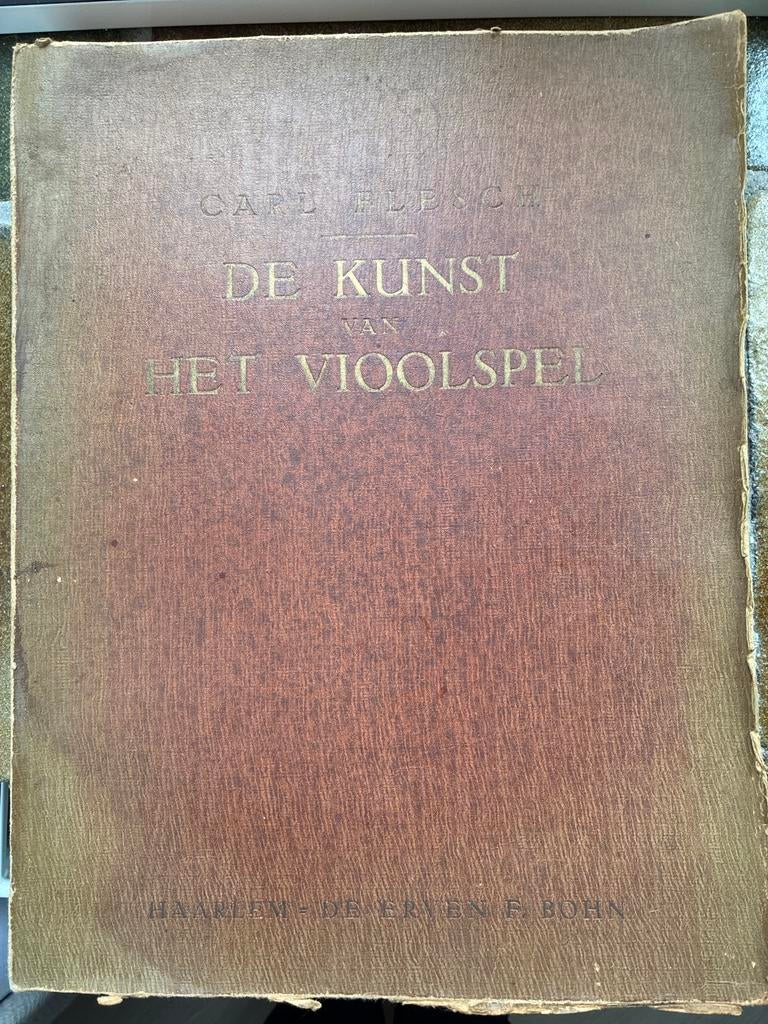 CARL FLESCH
DE KUNST
VAN
HET VIOOLSPEL
HAARLEM - DE ERVEN F. BOHN